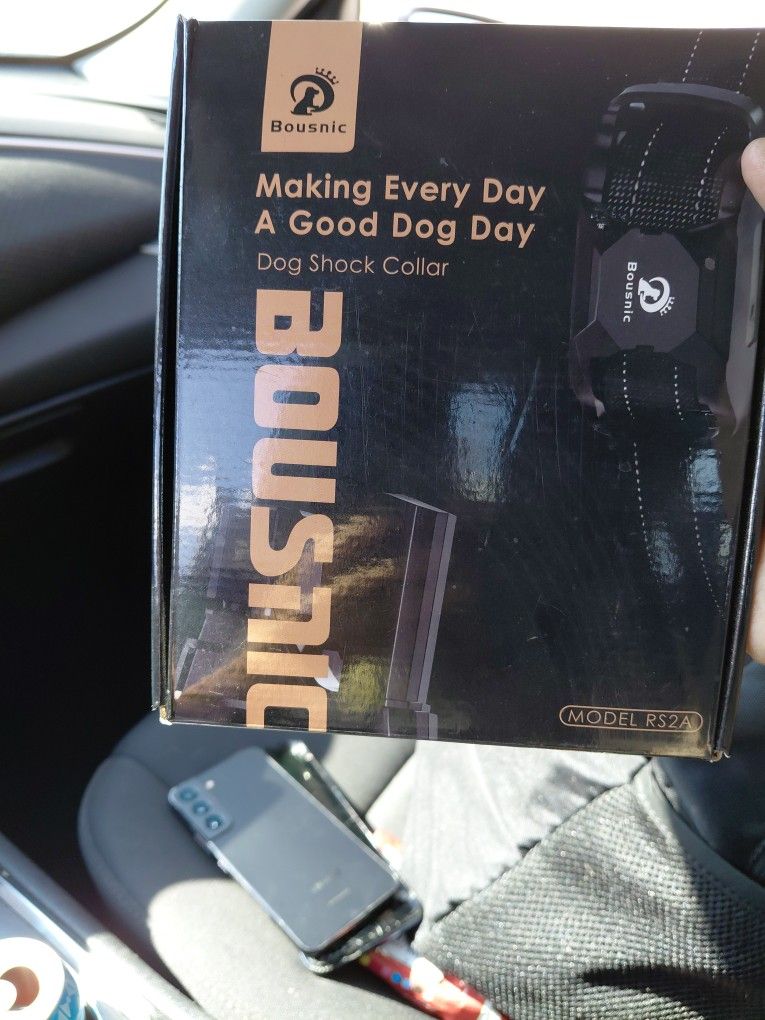 Bousnic
Making Every Day
A Good Dog Day
Dog Shock Collar
Bousnic
BOUSNIC
MODEL RS2A